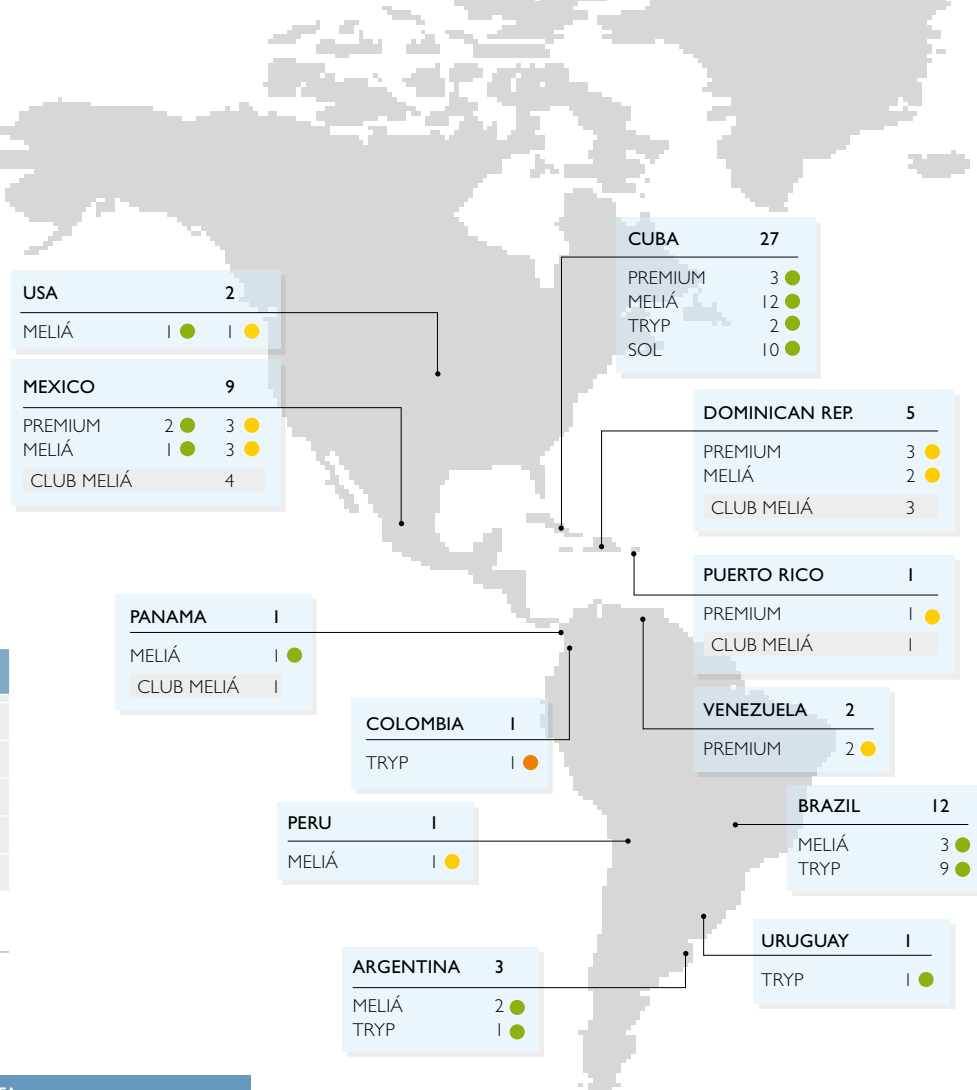 CUBA 27
PREMIUM 3
MELIÁ 12
TRYP 2
SOL 10
USA 2
MELIÁ 1 1
MEXICO 9
PREMIUM 2 3
MELIÁ 1 3
CLUB MELIÁ 4
DOMINICAN REP. 5
PREMIUM 3
MELIÁ 2
CLUB MELIÁ 3
PUERTO RICO 1
PREMIUM 1
CLUB MELIÁ 1
PANAMA 1
MELIÁ 1
CLUB MELIÁ 1
COLOMBIA 1
TRYP 1
VENEZUELA 2
PREMIUM 2
PERU 1
MELIÁ 1
BRAZIL 12
MELIÁ 3
TRYP 9
URUGUAY 1
TRYP 1
ARGENTINA 3
MELIÁ 2
TRYP 1